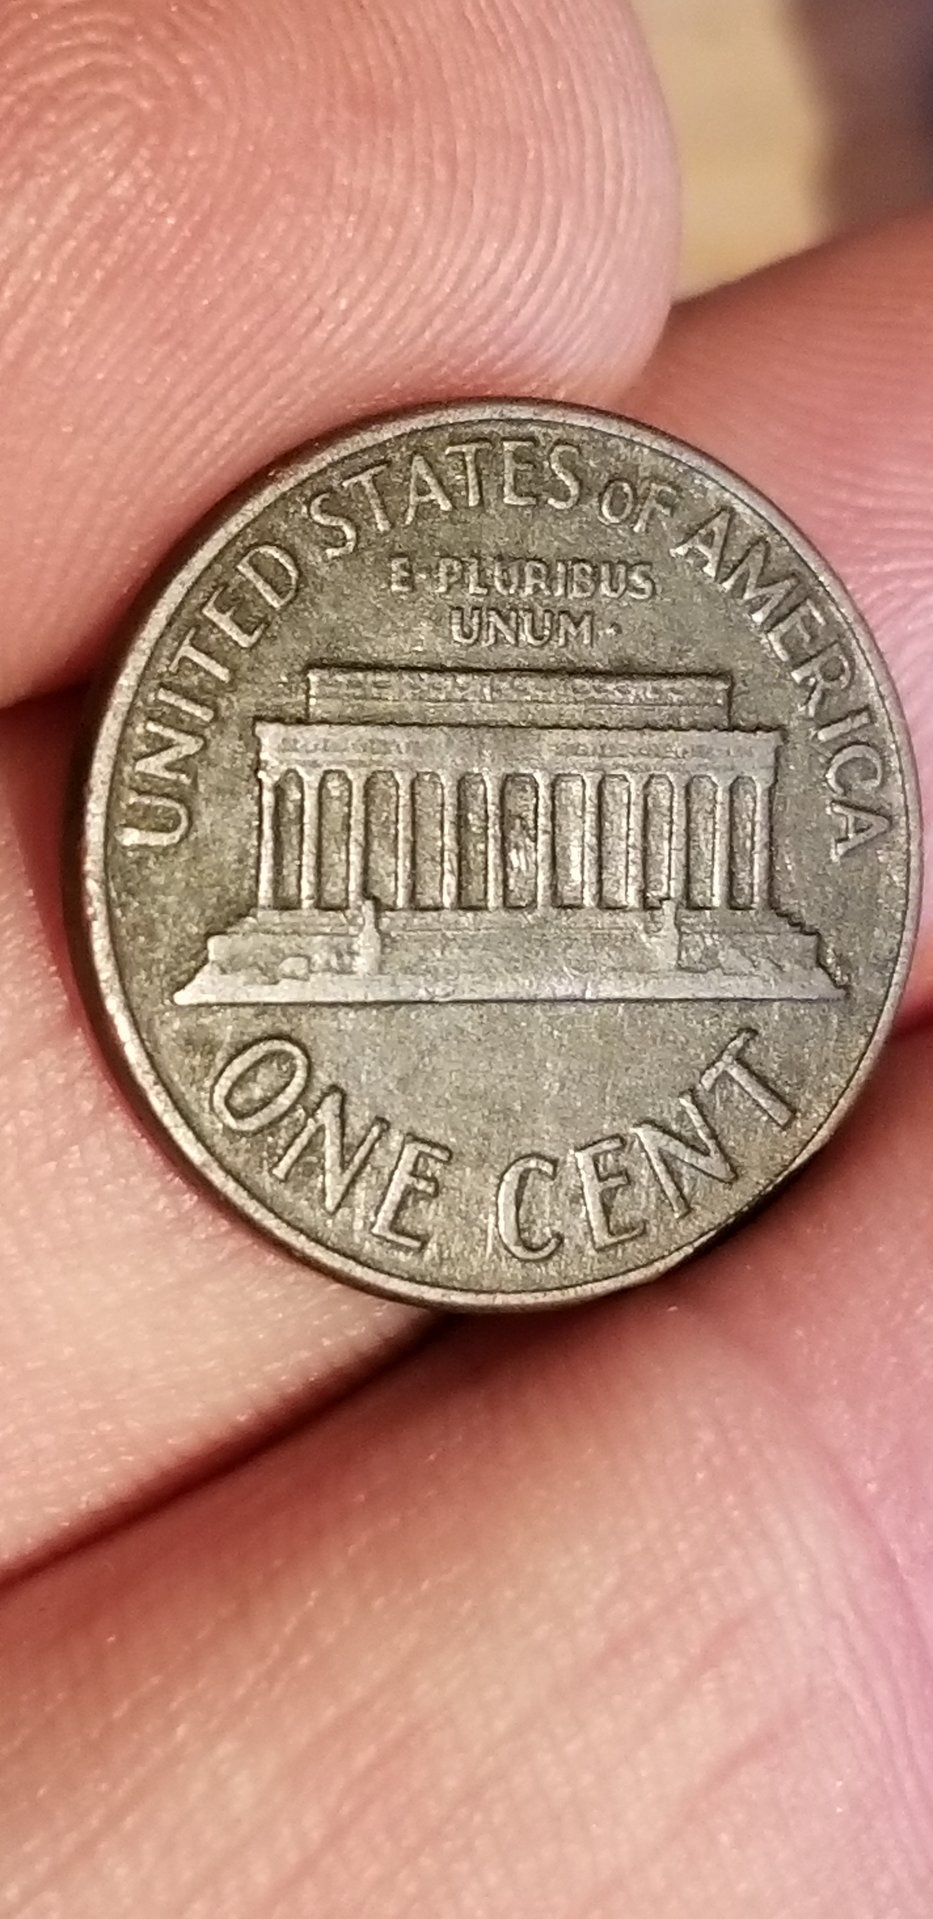 UNITED STATES OF AMERICA
E·PLURIBUS
UNUM·
ONE CENT